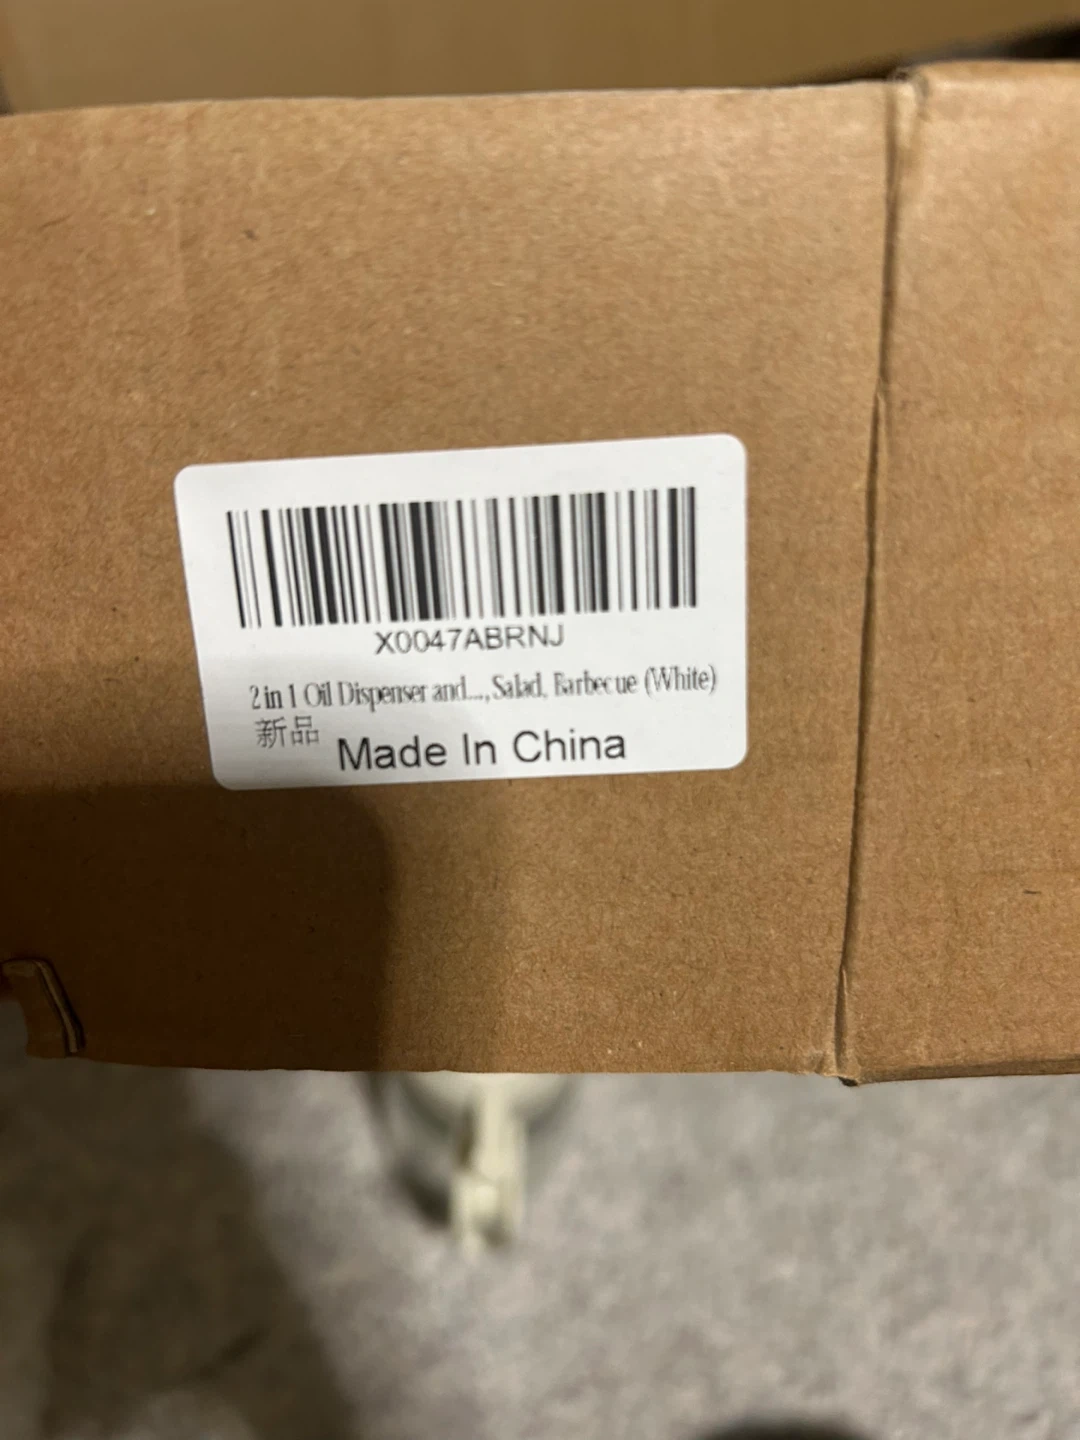 X0047ABRNJ
2 in 1 Oil Dispenser and..., Salad, Barbecue (White)
新品
Made In China